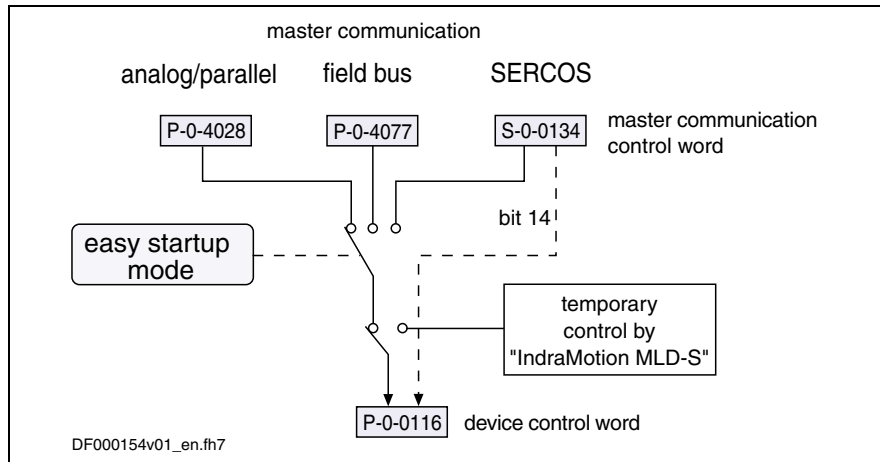 master communication
analog/parallel field bus SERCOS
P-0-4028 P-0-4077 S-0-0134 master communication
control word
bit 14
easy startup
mode
temporary
control by
"IndraMotion MLD-S"
P-0-0116 device control word
DF000154v01_en.fh7